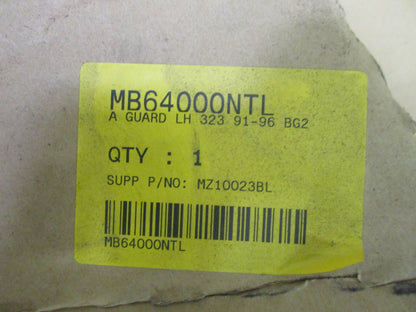 MB64000NTL
A GUARD LH 323 91-96 BG2
QTY : 1
SUPP P/NO: MZ10023BL
MB64000NTL